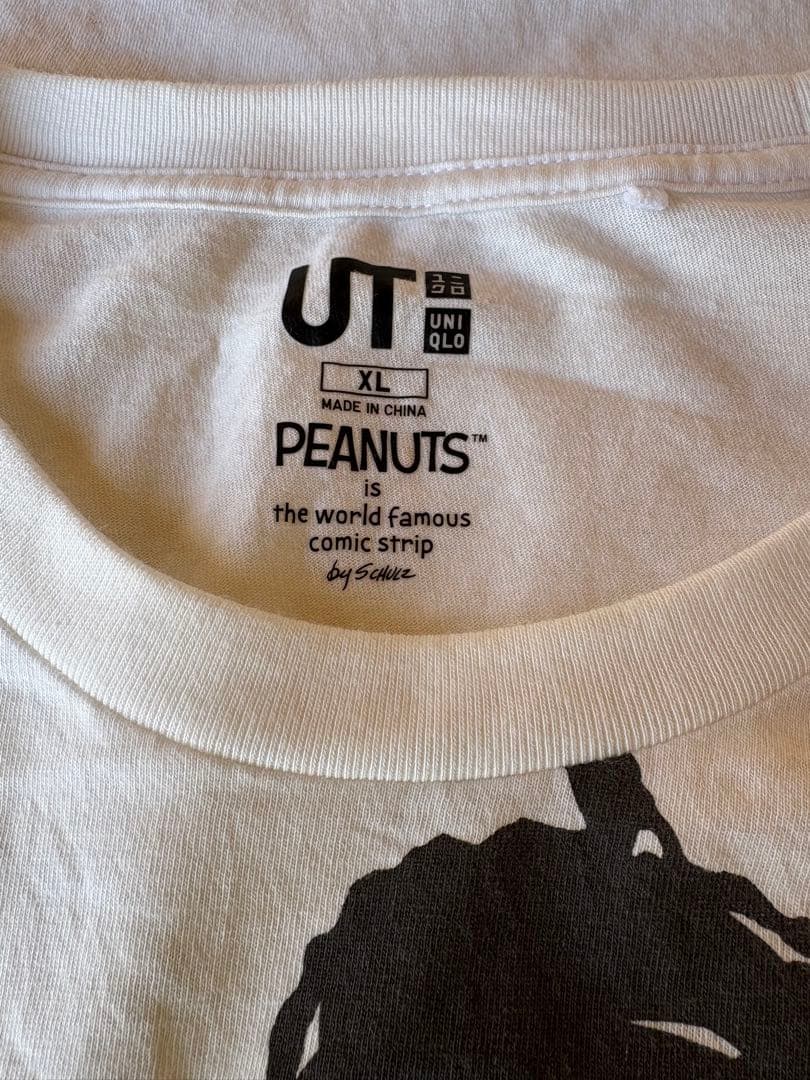 UT ユニ
クロ
UNI
QLO
XL
MADE IN CHINA
PEANUTS™
is
the world famous
comic strip
by SCHULZ